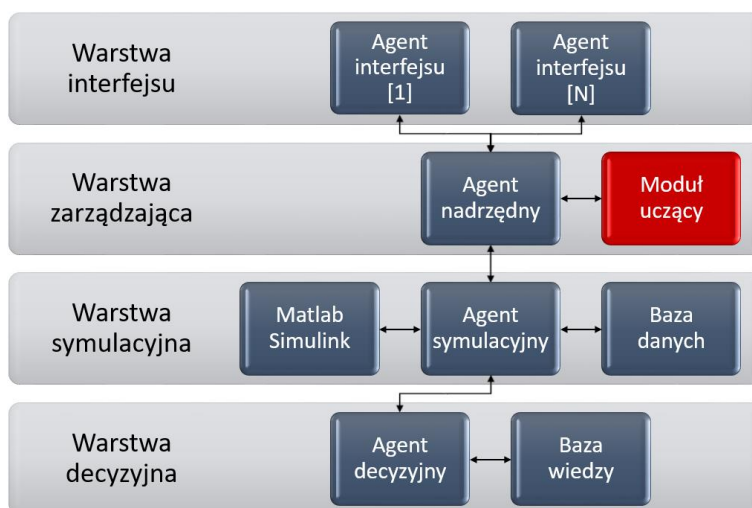 Warstwa
interfejsu
Agent
interfejsu
[1]
Agent
interfejsu
[N]
Warstwa
zarządzająca
Agent
nadrzędny
Moduł
uczący
Warstwa
symulacyjna
Matlab
Simulink
Agent
symulacyjny
Baza
danych
Warstwa
decyzyjna
Agent
decyzyjny
Baza
wiedzy